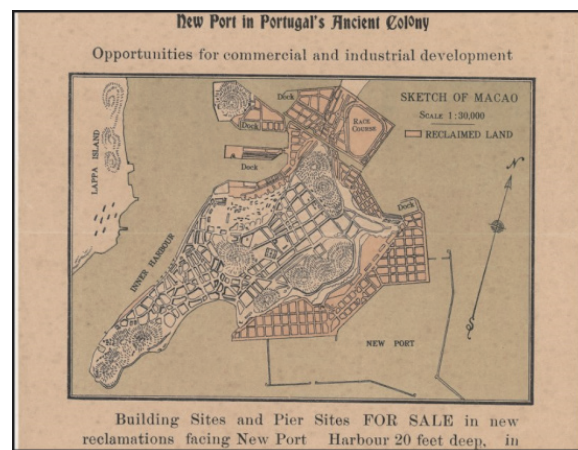 New Port in Portugal's Ancient Colony
Opportunities for commercial and industrial development
SKETCH OF MACAO
SCALE 1:30,000
RECLAIMED LAND
RACE
COURSE
Dock
Dock
Dock
Dock
LAPPA ISLAND
N
INNER HARBOUR
NEW PORT
S
Building Sites and Pier Sites FOR SALE in new
reclamations facing New Port Harbour 20 feet deep, in